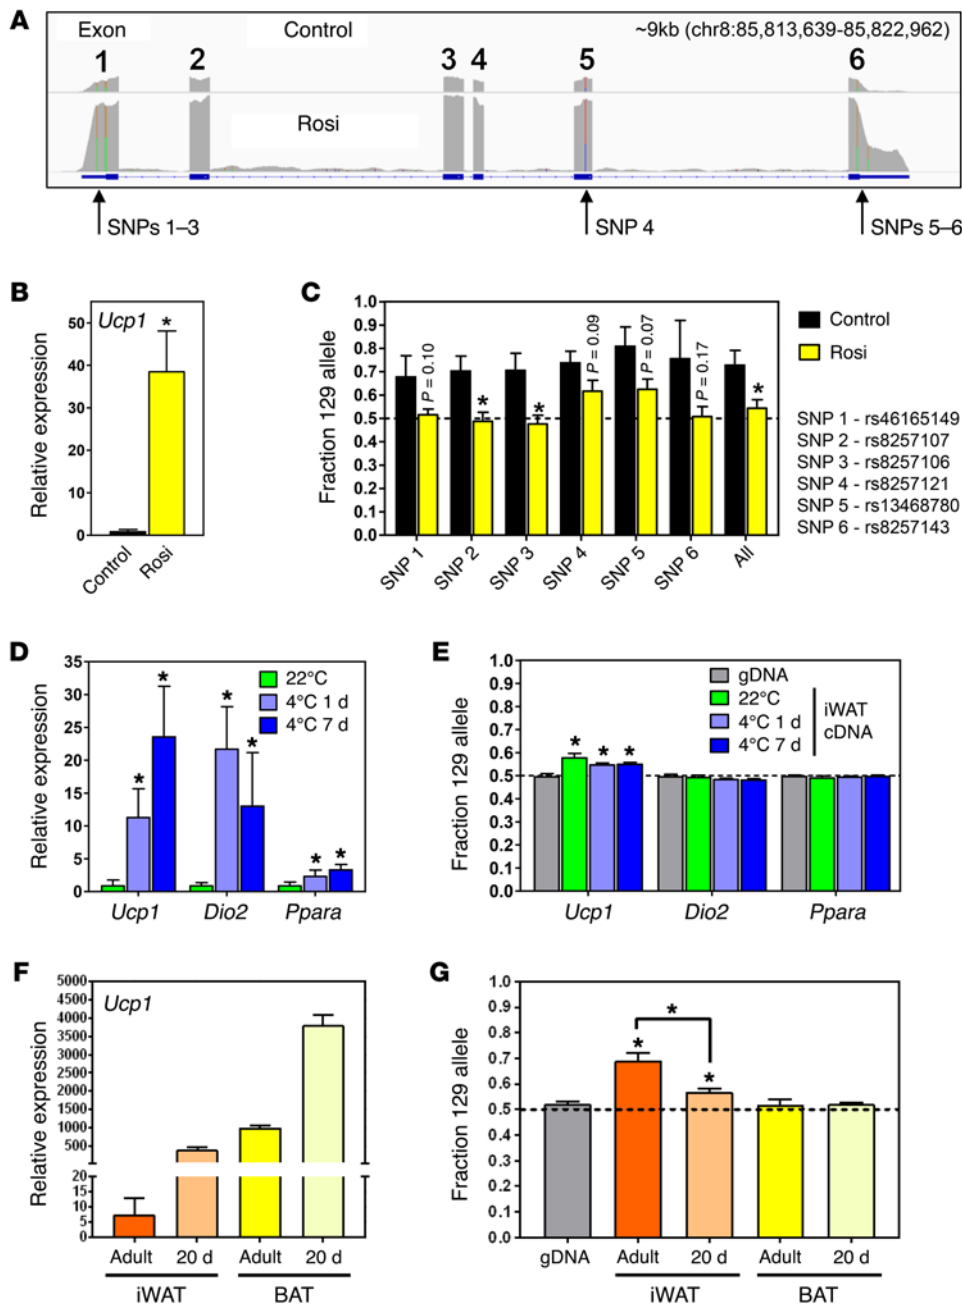 A
Exon
Control
~9kb (chr8:85,813,639-85,822,962)
1 2 3 4 5 6
Rosi
SNPs 1–3
SNP 4
SNPs 5–6
B
Ucp1
Relative expression
50
40
30
20
10
0
*
Control
Rosi
C
Fraction 129 allele
1.0
0.9
0.8
0.7
0.6
0.5
0.4
0.3
0.2
0.1
0.0
P = 0.10
*
*
P = 0.09
P = 0.07
P = 0.17
*
SNP 1
SNP 2
SNP 3
SNP 4
SNP 5
SNP 6
All
Control
Rosi
SNP 1 - rs46165149
SNP 2 - rs8257107
SNP 3 - rs8257106
SNP 4 - rs8257121
SNP 5 - rs13468780
SNP 6 - rs8257143
D
Relative expression
35
30
25
20
15
10
5
0
22°C
4°C 1 d
4°C 7 d
* * * * * *
Ucp1 Dio2 Ppara
E
Fraction 129 allele
1.0
0.9
0.8
0.7
0.6
0.5
0.4
0.3
0.2
0.1
0.0
gDNA
22°C
4°C 1 d
4°C 7 d
iWAT
cDNA
* * *
Ucp1 Dio2 Ppara
F
Ucp1
Relative expression
5000
4500
4000
3500
3000
2500
2000
1500
1000
500
20
15
10
5
0
Adult 20 d Adult 20 d
iWAT BAT
G
Fraction 129 allele
1.0
0.9
0.8
0.7
0.6
0.5
0.4
0.3
0.2
0.1
0.0
*
* *
gDNA Adult 20 d Adult 20 d
iWAT BAT